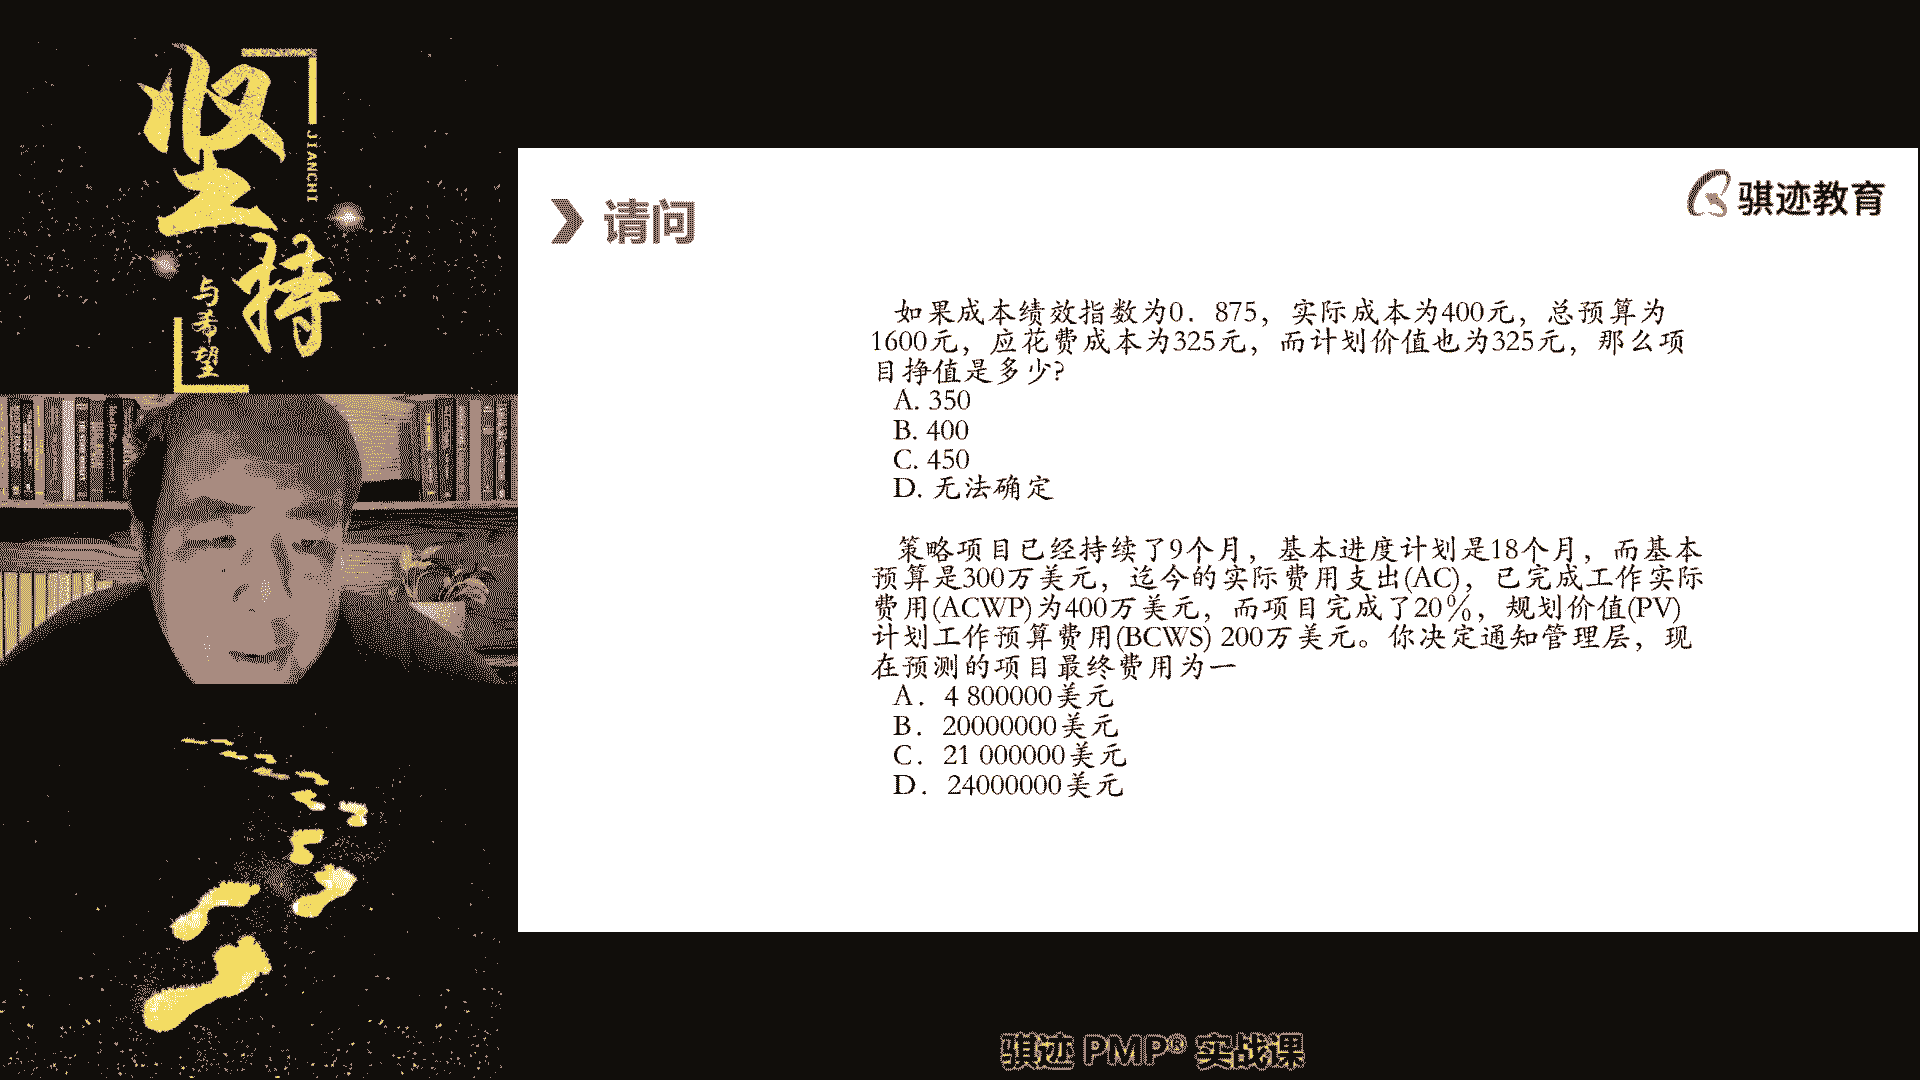 坚持
JIANCHI
与希望
请问
骐迹教育
如果成本绩效指数为0．875，实际成本为400元，总预算为
1600元，应花费成本为325元，而计划价值也为325元，那么项
目挣值是多少?
A. 350
B. 400
C. 450
D. 无法确定
策略项目已经持续了9个月，基本进度计划是18个月，而基本
预算是300万美元，迄今的实际费用支出(AC)，已完成工作实际
费用(ACWP)为400万美元，而项目完成了20％，规划价值(PV)
计划工作预算费用(BCWS) 200万美元。你决定通知管理层，现
在预测的项目最终费用为一
A．4 800000美元
B．20000000美元
C．21 000000美元
D．24000000美元
骐迹 PMP® 实战课